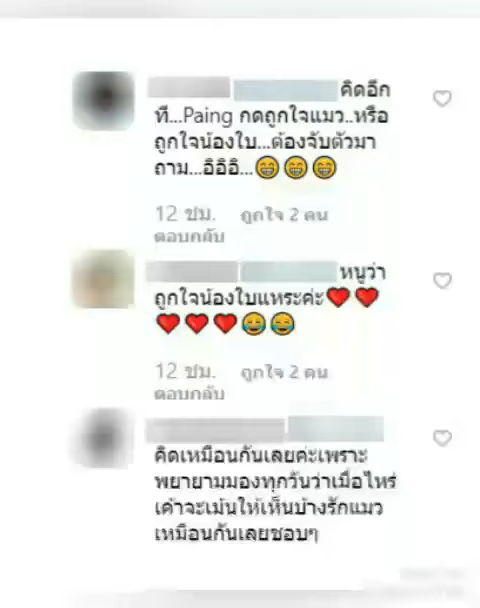 คิดอีก
ที...Paing กดถูกใจแมว..หรือ
ถูกใจน้องใบ...ต้องจับตัวมา
ถาม...อิอิอิ...😁😁😁
12 ชม. ถูกใจ 2 คน
ตอบกลับ
หนูว่า
ถูกใจน้องใบแหระค่ะ❤️❤️
❤️❤️❤️😂😂
12 ชม. ถูกใจ 2 คน
ตอบกลับ
คิดเหมือนกันเลยค่ะเพราะ
พยายามมองทุกวันว่าเมื่อไหร่
เค้าจะเม้นให้เห็นบ้างรักแมว
เหมือนกันเลยชอบๆ